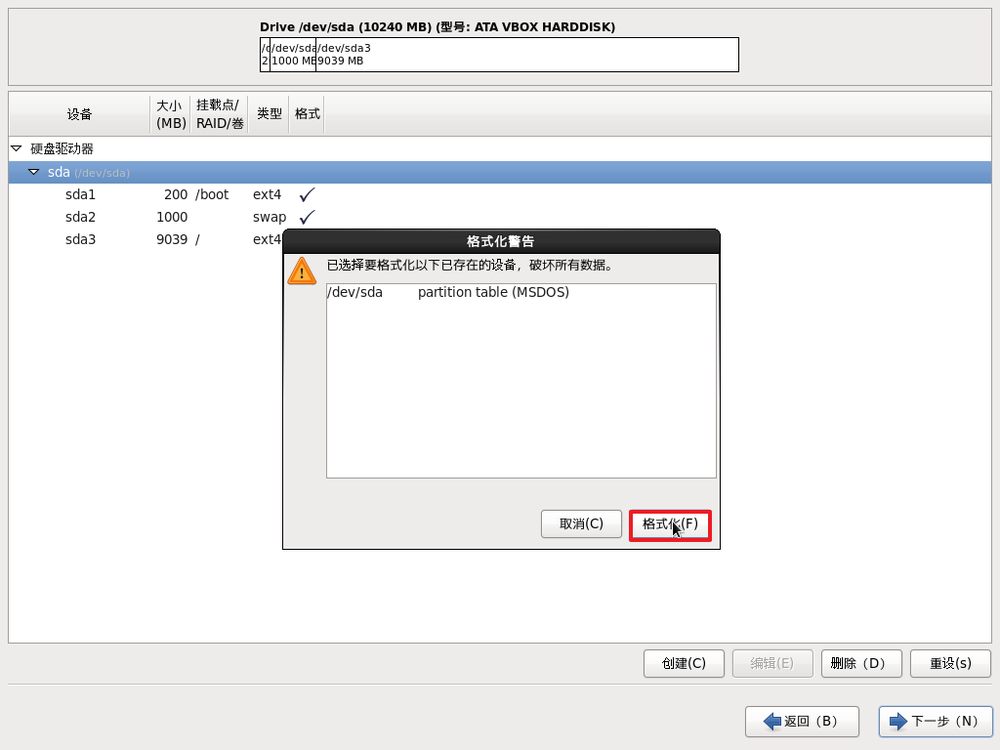 Drive /dev/sda (10240 MB) (型号: ATA VBOX HARDDISK)
/dev/sda /dev/sda3
1000 MB 9039 MB
设备 大小 (MB) 挂载点/ RAID/卷 类型 格式
硬盘驱动器
sda (/dev/sda)
sda1 200 /boot ext4
sda2 1000 swap
sda3 9039 / ext4
格式化警告
已选择要格式化以下已存在的设备，破坏所有数据。
/dev/sda partition table (MSDOS)
取消(C) 格式化(F)
创建(C) 编辑(E) 删除（D） 重设(s)
返回（B） 下一步（N）